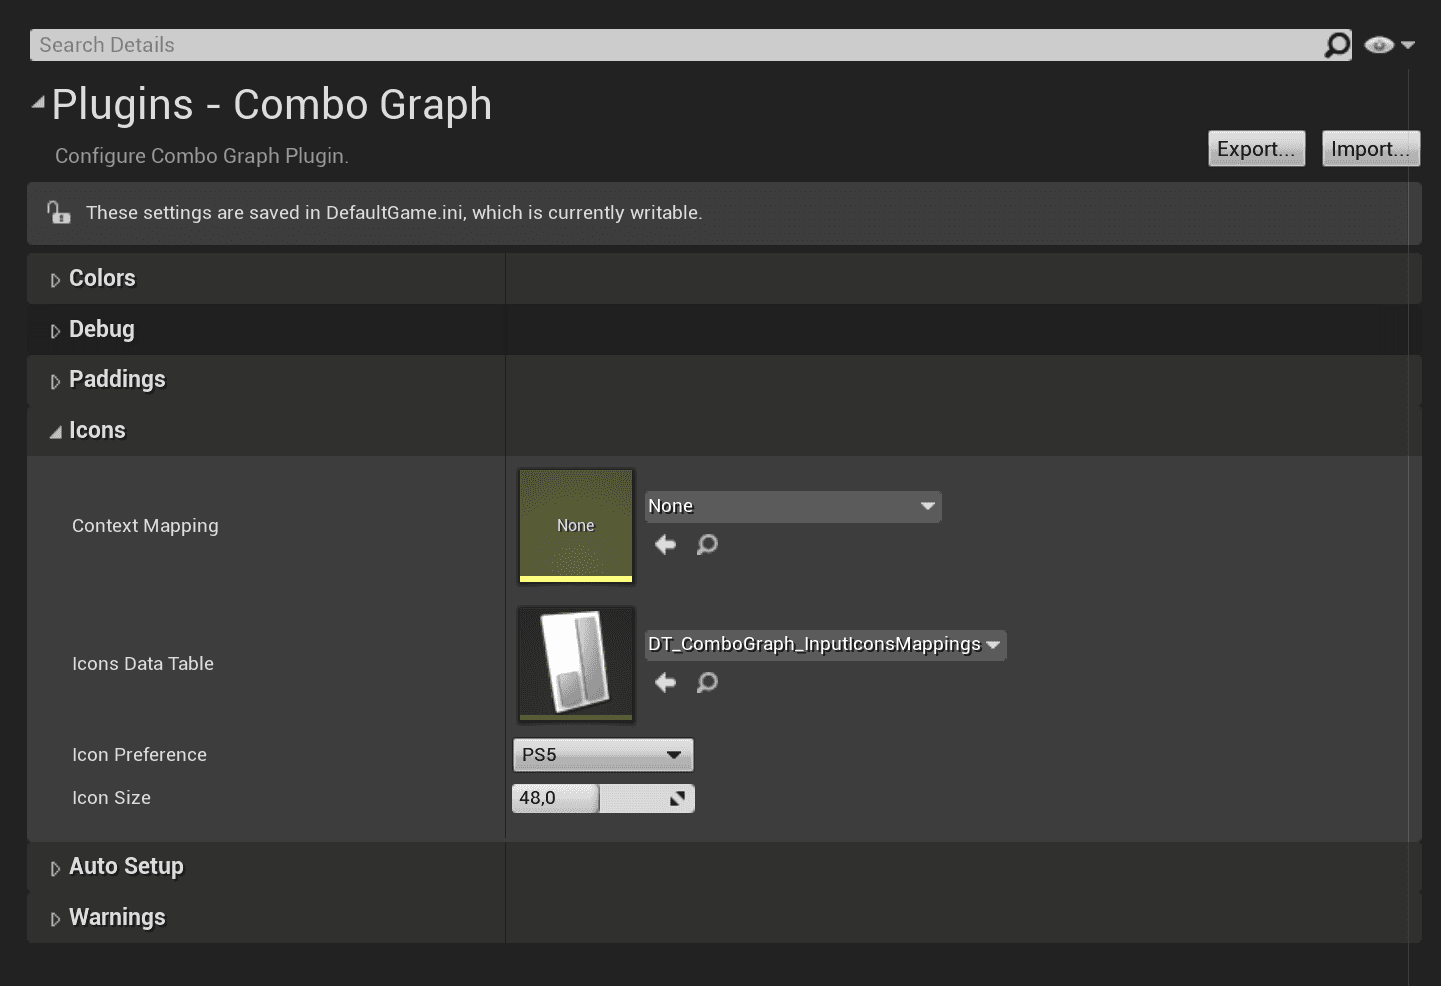 Search Details
Plugins - Combo Graph
Configure Combo Graph Plugin.
Export...
Import...
These settings are saved in DefaultGame.ini, which is currently writable.
Colors
Debug
Paddings
Icons
Context Mapping
None
None
Icons Data Table
DT_ComboGraph_InputIconsMappings
Icon Preference
PS5
Icon Size
48,0
Auto Setup
Warnings